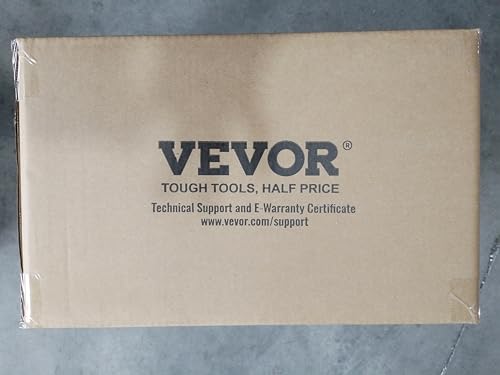 VEVOR®
TOUGH TOOLS, HALF PRICE
Technical Support and E-Warranty Certificate
www.vevor.com/support